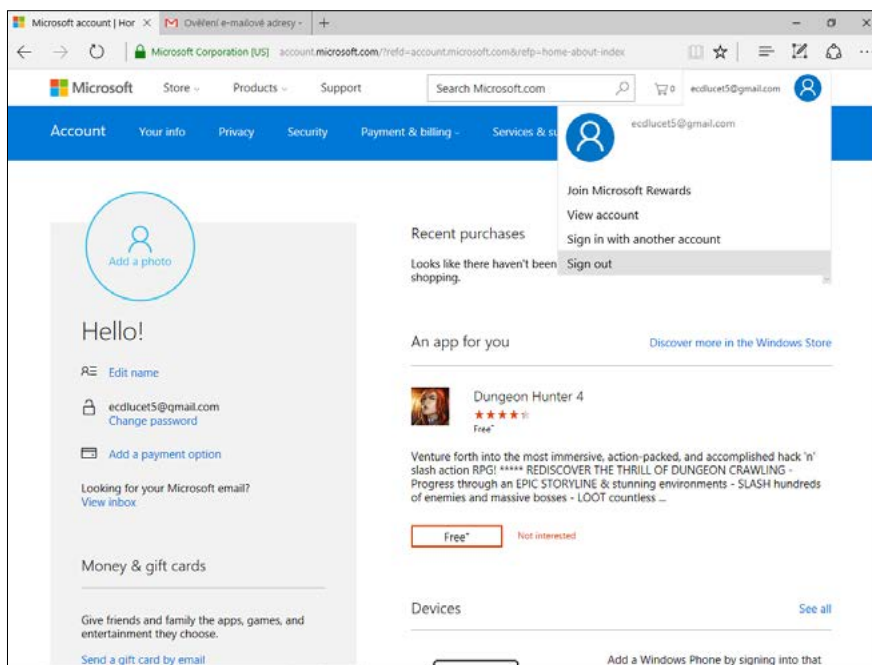 Microsoft account | Hor
Ověření e-mailové adresy -
Microsoft Corporation [US] account.microsoft.com/?refd=account.microsoft.com&refp=home-about-index
Microsoft Store Products Support Search Microsoft.com 0 ecdlucet5@gmail.com
Account Your info Privacy Security Payment & billing Services & su
ecdlucet5@gmail.com
Join Microsoft Rewards
View account
Sign in with another account
Sign out
Add a photo
Hello!
Edit name
ecdlucet5@gmail.com
Change password
Add a payment option
Looking for your Microsoft email?
View inbox
Money & gift cards
Give friends and family the apps, games, and
entertainment they choose.
Send a gift card by email
Recent purchases
Looks like there haven't been
shopping.
An app for you
Discover more in the Windows Store
Dungeon Hunter 4
Free*
Venture forth into the most immersive, action-packed, and accomplished hack 'n'
slash action RPG! ***** REDISCOVER THE THRILL OF DUNGEON CRAWLING -
Progress through an EPIC STORYLINE & stunning environments - SLASH hundreds
of enemies and massive bosses - LOOT countless ...
Free* Not interested
Devices See all
Add a Windows Phone by signing into that